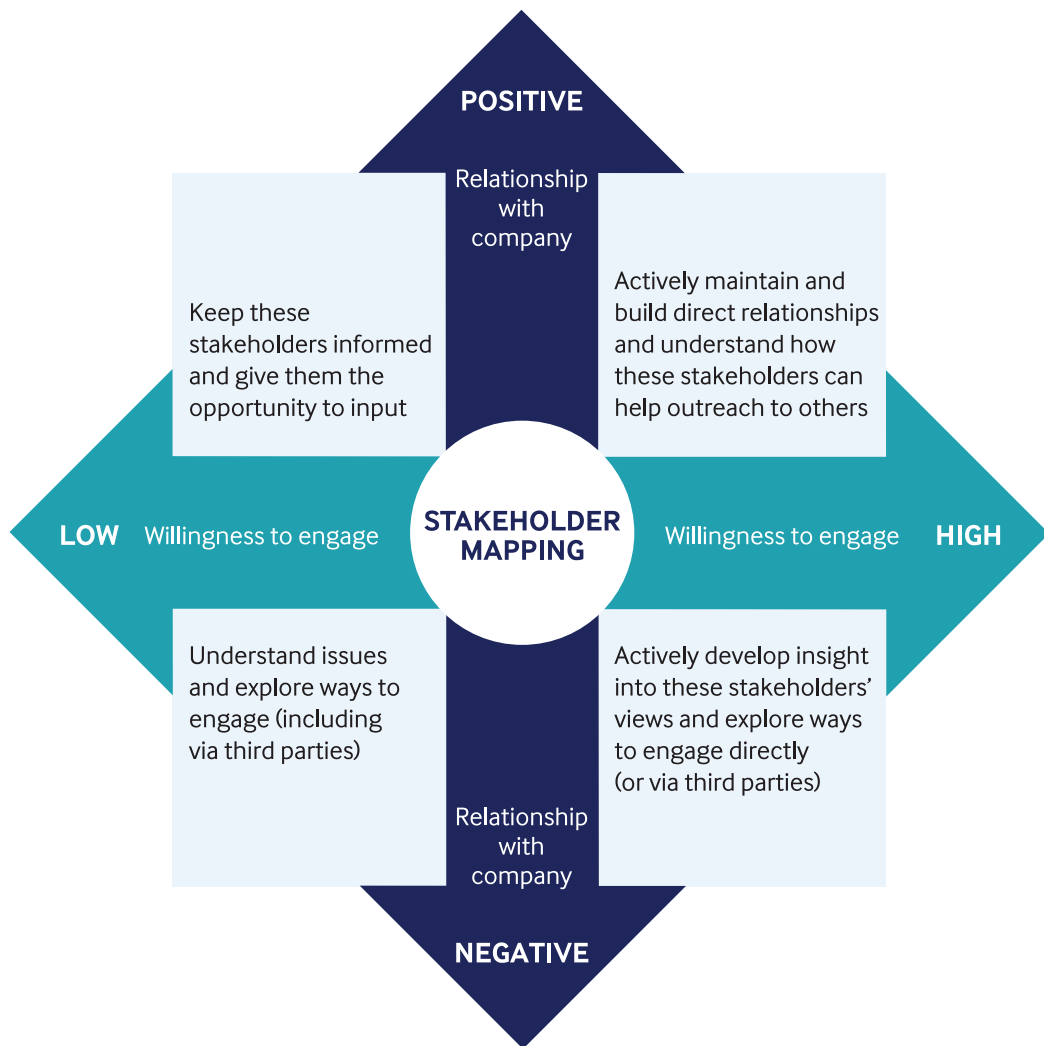 POSITIVE
Relationship
with
company
Keep these
stakeholders informed
and give them the
opportunity to input
Actively maintain and
build direct relationships
and understand how
these stakeholders can
help outreach to others
LOW Willingness to engage
STAKEHOLDER
MAPPING
Willingness to engage HIGH
Understand issues
and explore ways to
engage (including
via third parties)
Actively develop insight
into these stakeholders’
views and explore ways
to engage directly
(or via third parties)
Relationship
with
company
NEGATIVE